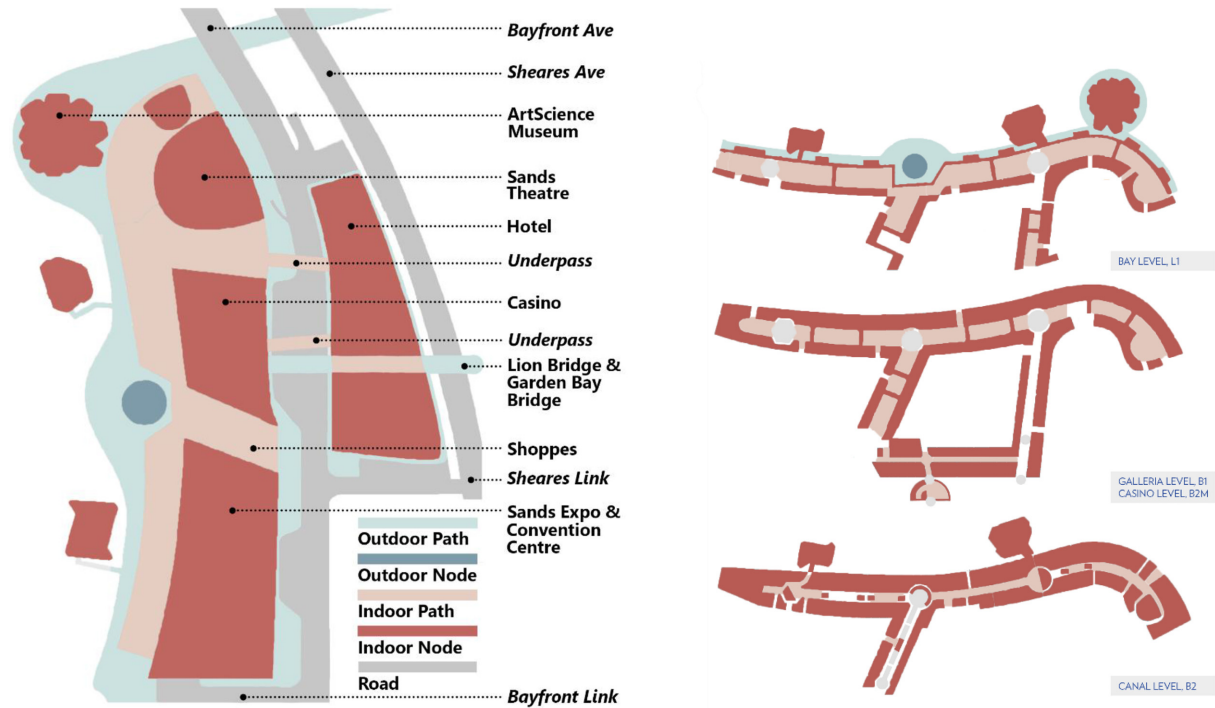 Bayfront Ave
Sheares Ave
ArtScience
Museum
Sands
Theatre
Hotel
Underpass
Casino
Underpass
Lion Bridge &
Garden Bay
Bridge
Shoppes
Sheares Link
Sands Expo &
Convention
Centre
Outdoor Path
Outdoor Node
Indoor Path
Indoor Node
Road
Bayfront Link
BAY LEVEL, L1
GALLERIA LEVEL, B1
CASINO LEVEL, B2M
CANAL LEVEL, B2